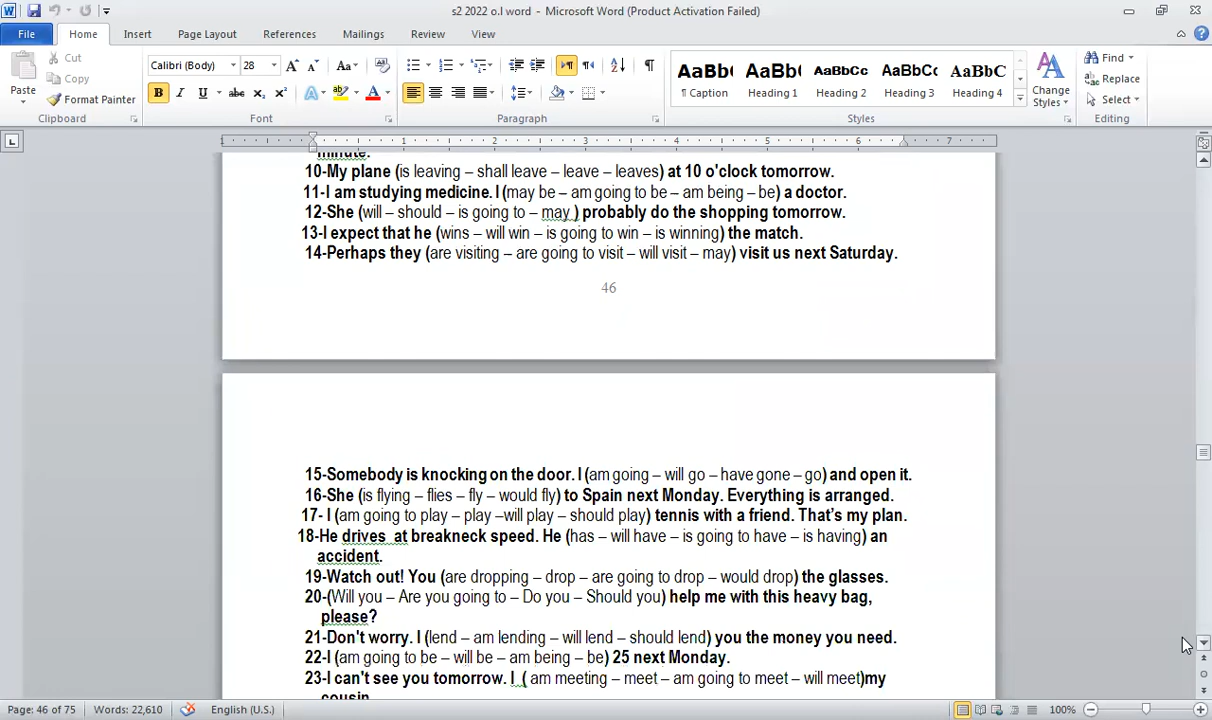 s2 2022 o.l word - Microsoft Word (Product Activation Failed)
File Home Insert Page Layout References Mailings Review View
Paste
Cut
Copy
Format Painter
Clipboard
Calibri (Body) 28
Font
Paragraph
AaBbC AaBbC AaBbCc AaBbCc AaBbC
¶ Caption Heading 1 Heading 2 Heading 3 Heading 4
Change
Styles
Styles
Find
Replace
Select
Editing
1 1 2 3 4 5 6 7
minute.
10-My plane (is leaving – shall leave – leave – leaves) at 10 o'clock tomorrow.
11-I am studying medicine. I (may be – am going to be – am being – be) a doctor.
12-She (will – should – is going to – may ) probably do the shopping tomorrow.
13-I expect that he (wins – will win – is going to win – is winning) the match.
14-Perhaps they (are visiting – are going to visit – will visit – may) visit us next Saturday.
46
15-Somebody is knocking on the door. I (am going – will go – have gone – go) and open it.
16-She (is flying – flies – fly – would fly) to Spain next Monday. Everything is arranged.
17- I (am going to play – play –will play – should play) tennis with a friend. That's my plan.
18-He drives at breakneck speed. He (has – will have – is going to have – is having) an
accident.
19-Watch out! You (are dropping – drop – are going to drop – would drop) the glasses.
20-(Will you – Are you going to – Do you – Should you) help me with this heavy bag,
please?
21-Don't worry. I (lend – am lending – will lend – should lend) you the money you need.
22-I (am going to be – will be – am being – be) 25 next Monday.
23-I can't see you tomorrow. I ( am meeting – meet – am going to meet – will meet)my
cousin
Page: 46 of 75 Words: 22,610 English (U.S.) 100%